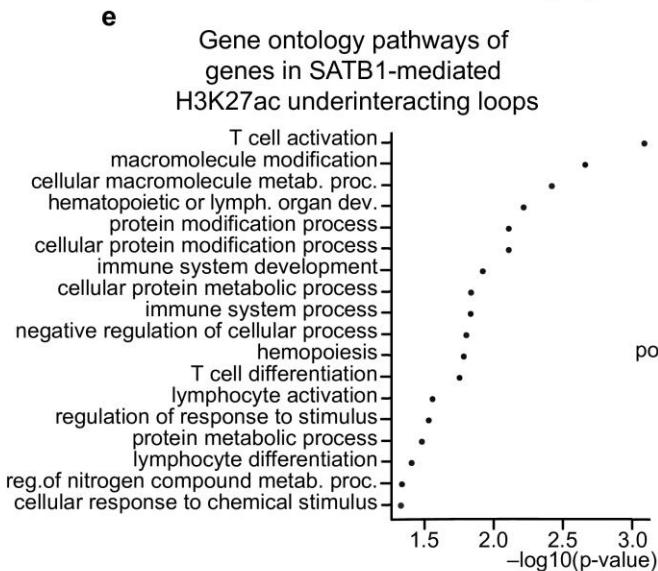 e
Gene ontology pathways of
genes in SATB1-mediated
H3K27ac underinteracting loops
T cell activation
macromolecule modification
cellular macromolecule metab. proc.
hematopoietic or lymph. organ dev.
protein modification process
cellular protein modification process
immune system development
cellular protein metabolic process
immune system process
negative regulation of cellular process
hemopoiesis
po
T cell differentiation
lymphocyte activation
regulation of response to stimulus
protein metabolic process
lymphocyte differentiation
reg.of nitrogen compound metab. proc.
cellular response to chemical stimulus
1.5 2.0 2.5 3.0
–log10(p-value)